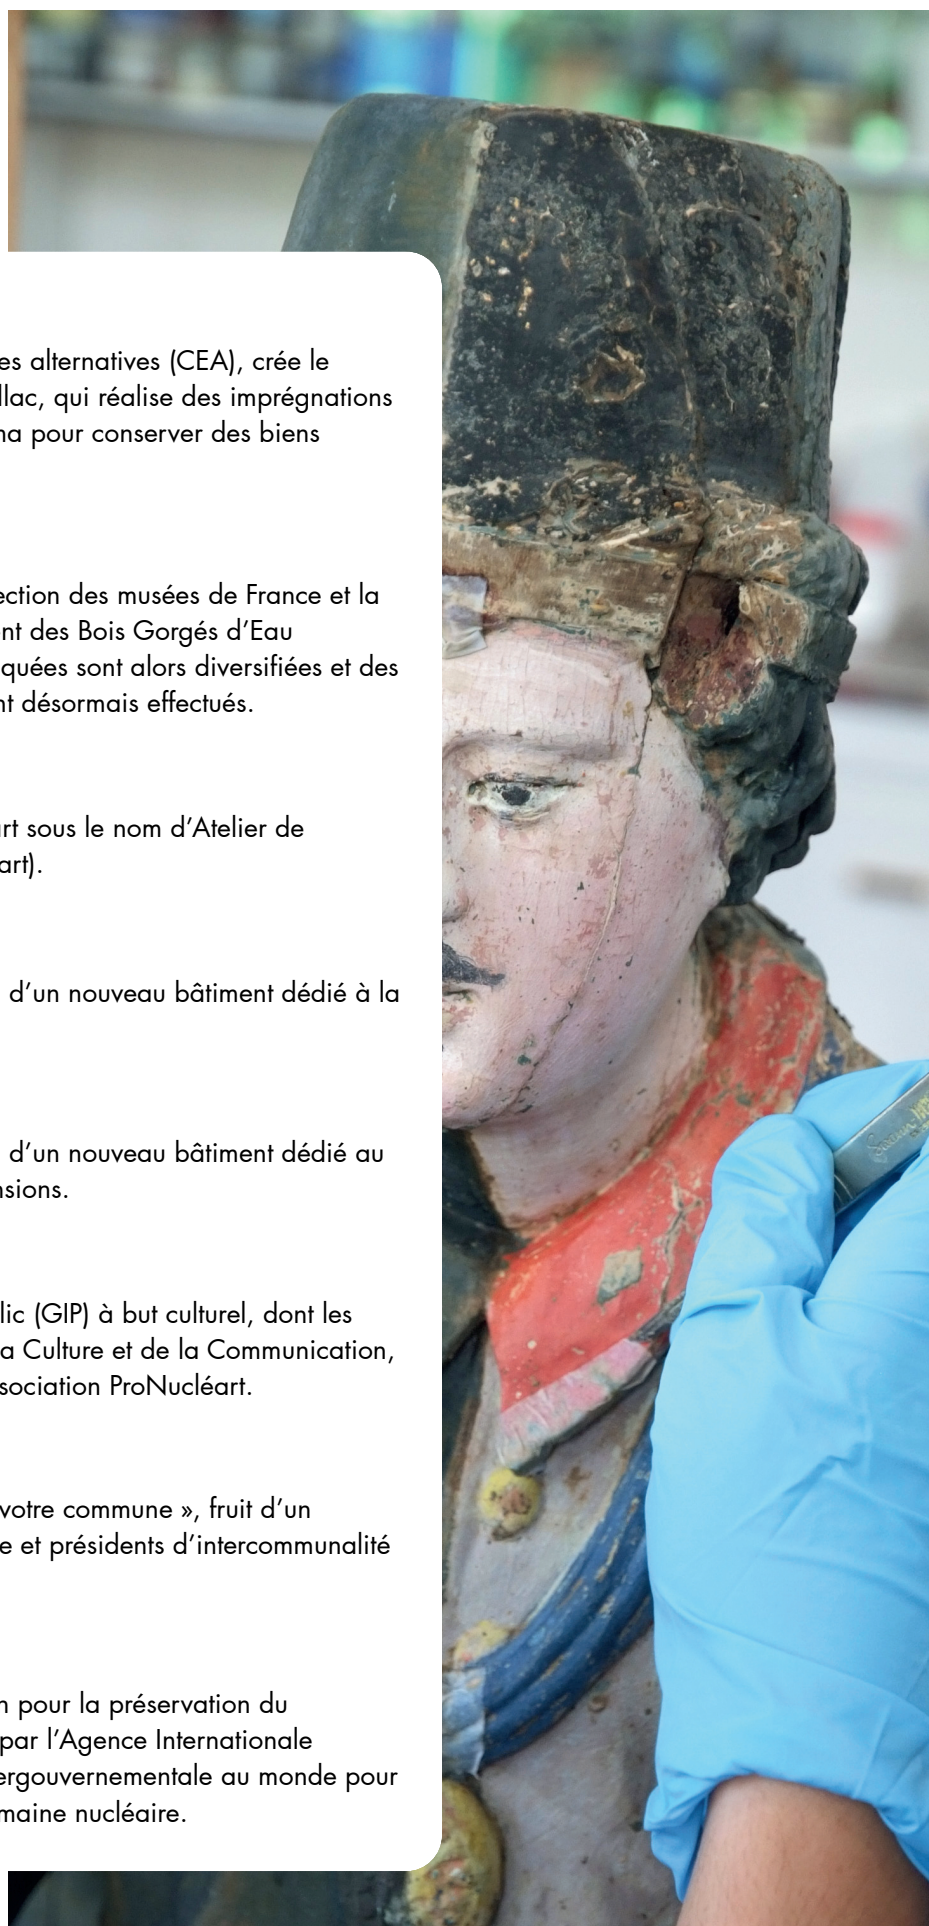 es alternatives (CEA), crée le
llac, qui réalise des imprégnations
na pour conserver des biens
ection des musées de France et la
nt des Bois Gorgés d’Eau
quées sont alors diversifiées et des
nt désormais effectués.
art sous le nom d’Atelier de
art).
d’un nouveau bâtiment dédié à la
d’un nouveau bâtiment dédié au
nsions.
lic (GIP) à but culturel, dont les
a Culture et de la Communication,
ssociation ProNucléart.
votre commune », fruit d’un
e et présidents d’intercommunalité
n pour la préservation du
par l’Agence Internationale
ergouvernementale au monde pour
maine nucléaire.